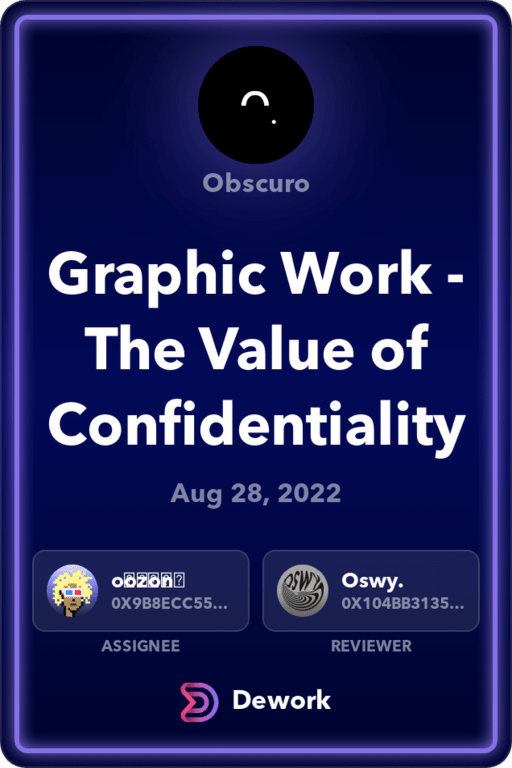 Obscuro
Graphic Work -
The Value of
Confidentiality
Aug 28, 2022
Oswy.
0X9B8ECC55...
0X104BB3135...
ASSIGNEE
REVIEWER
Dework